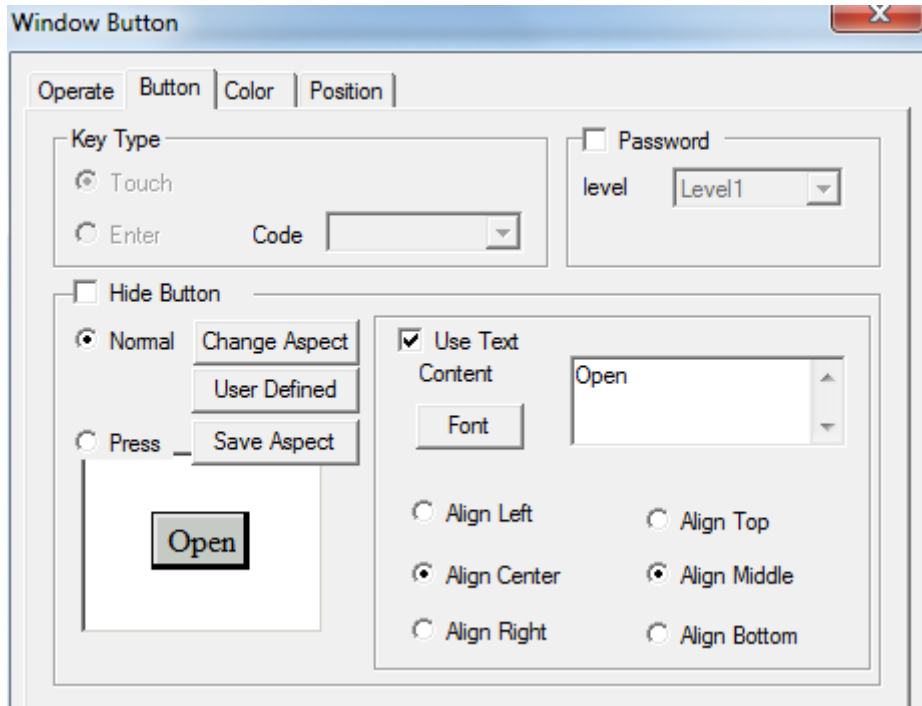 Window Button
X
Operate Button Color Position
Key Type
Touch
Enter Code
Password
level Level1
Hide Button
Normal Change Aspect
User Defined
Press Save Aspect
Open
Use Text
Content Open
Font
Align Left Align Top
Align Center Align Middle
Align Right Align Bottom